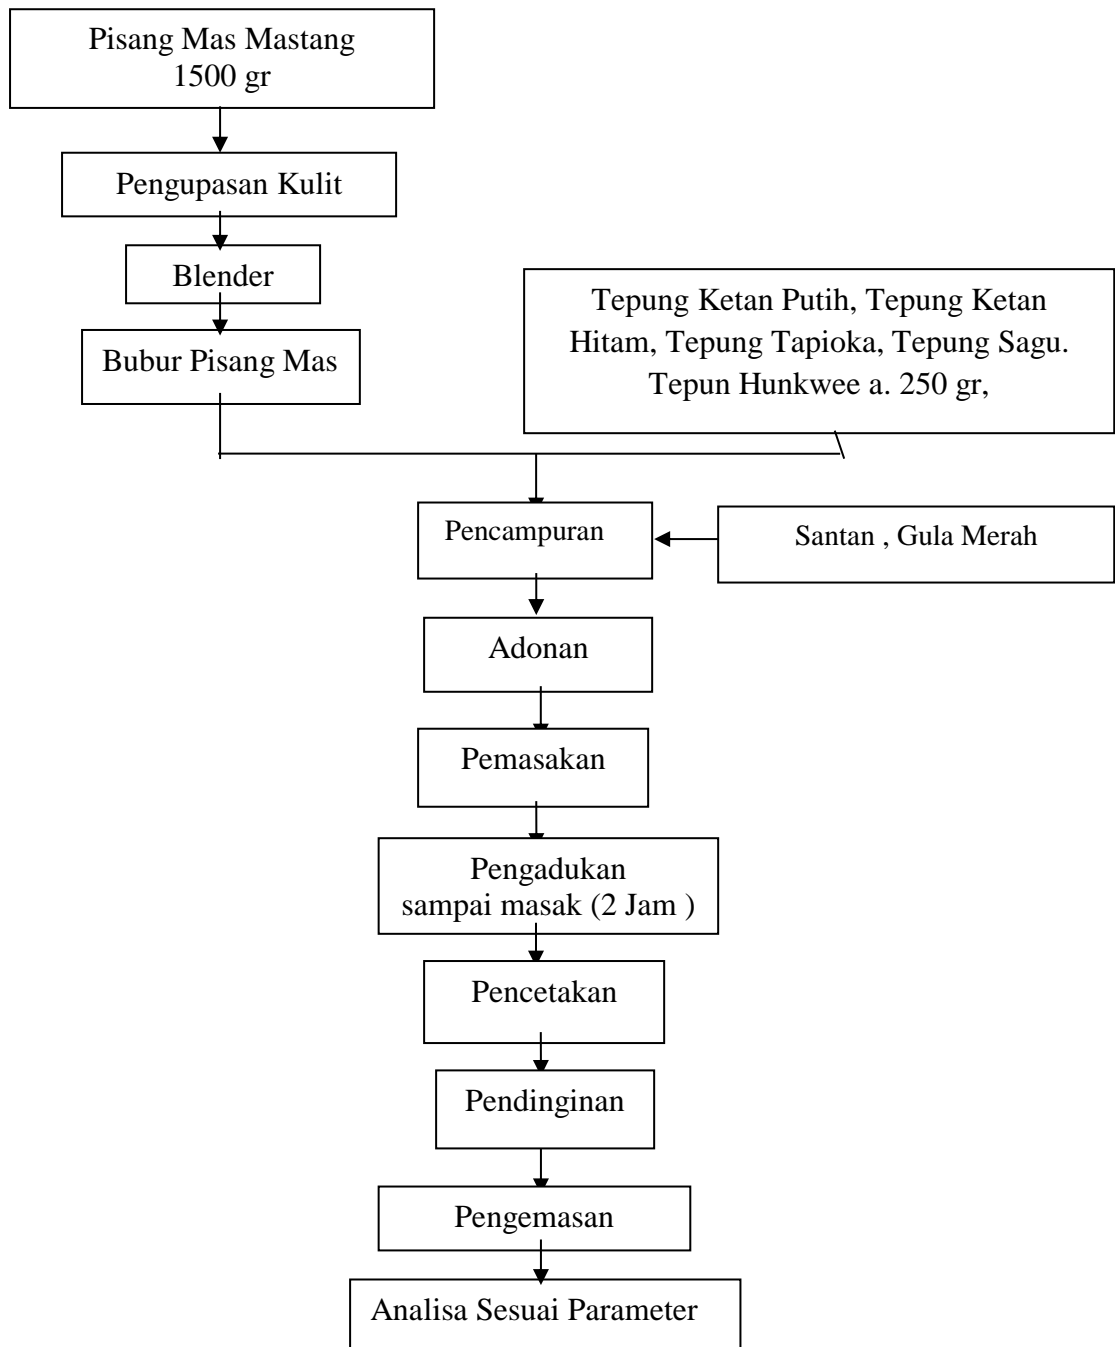 Pisang Mas Mastang
1500 gr
Pengupasan Kulit
Blender
Bubur Pisang Mas
Tepung Ketan Putih, Tepung Ketan
Hitam, Tepung Tapioka, Tepung Sagu.
Tepun Hunkwee a. 250 gr,
Pencampuran
Santan , Gula Merah
Adonan
Pemasakan
Pengadukan
sampai masak (2 Jam )
Pencetakan
Pendinginan
Pengemasan
Analisa Sesuai Parameter